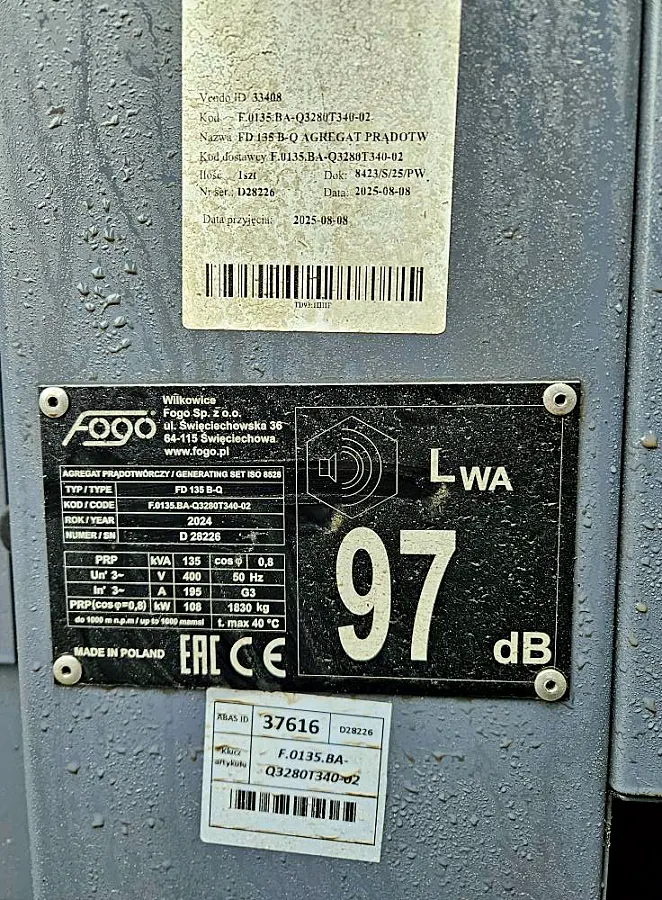 Vendo ID 33408
Kod F.0135.BA-Q3280T340-02
Nazwa FD 135 B-Q AGREGAT PRĄDOTW
Kod dostawcy F.0135.BA-Q3280T340-02
Ilość 1szt Dok: 8423/S/25/PW
Nr ser.: D28226 Data: 2025-08-08
Data przyjęcia: 2025-08-08
FOGO
Wilkowice
Fogo Sp. z o.o.
ul. Święciechowska 36
64-115 Święciechowa
www.fogo.pl
AGREGAT PRĄDOTWÓRCZY / GENERATING SET ISO 8528
TYP / TYPE FD 135 B-Q
KOD / CODE F.0135.BA-Q3280T340-02
ROK / YEAR 2024
NUMER / SN D 28226
PRP kVA 135 cos φ 0,8
Un' 3~ V 400 50 Hz
In' 3~ A 195 G3
PRP(cosφ=0,8) kW 108 1830 kg
do 1000 m n.p.m / up to 1000 mamsl t. max 40 °C
MADE IN POLAND EAC CE
LWA
97
dB
ABAS ID 37616 D28226
Klucz artykułu F.0135.BA-
Q3280T340-02